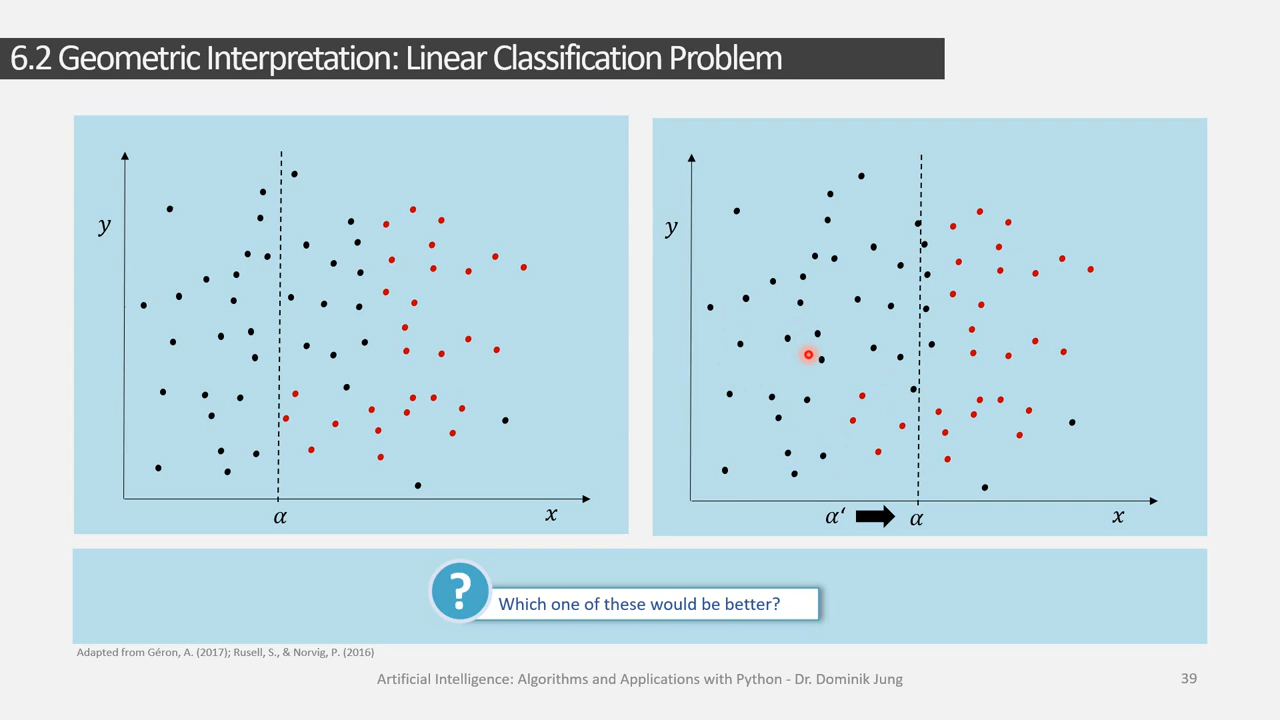 6.2 Geometric Interpretation: Linear Classification Problem
y
α
x
y
α‘
α
x
?
Which one of these would be better?
Adapted from Géron, A. (2017); Rusell, S., & Norvig, P. (2016)
Artificial Intelligence: Algorithms and Applications with Python - Dr. Dominik Jung
39